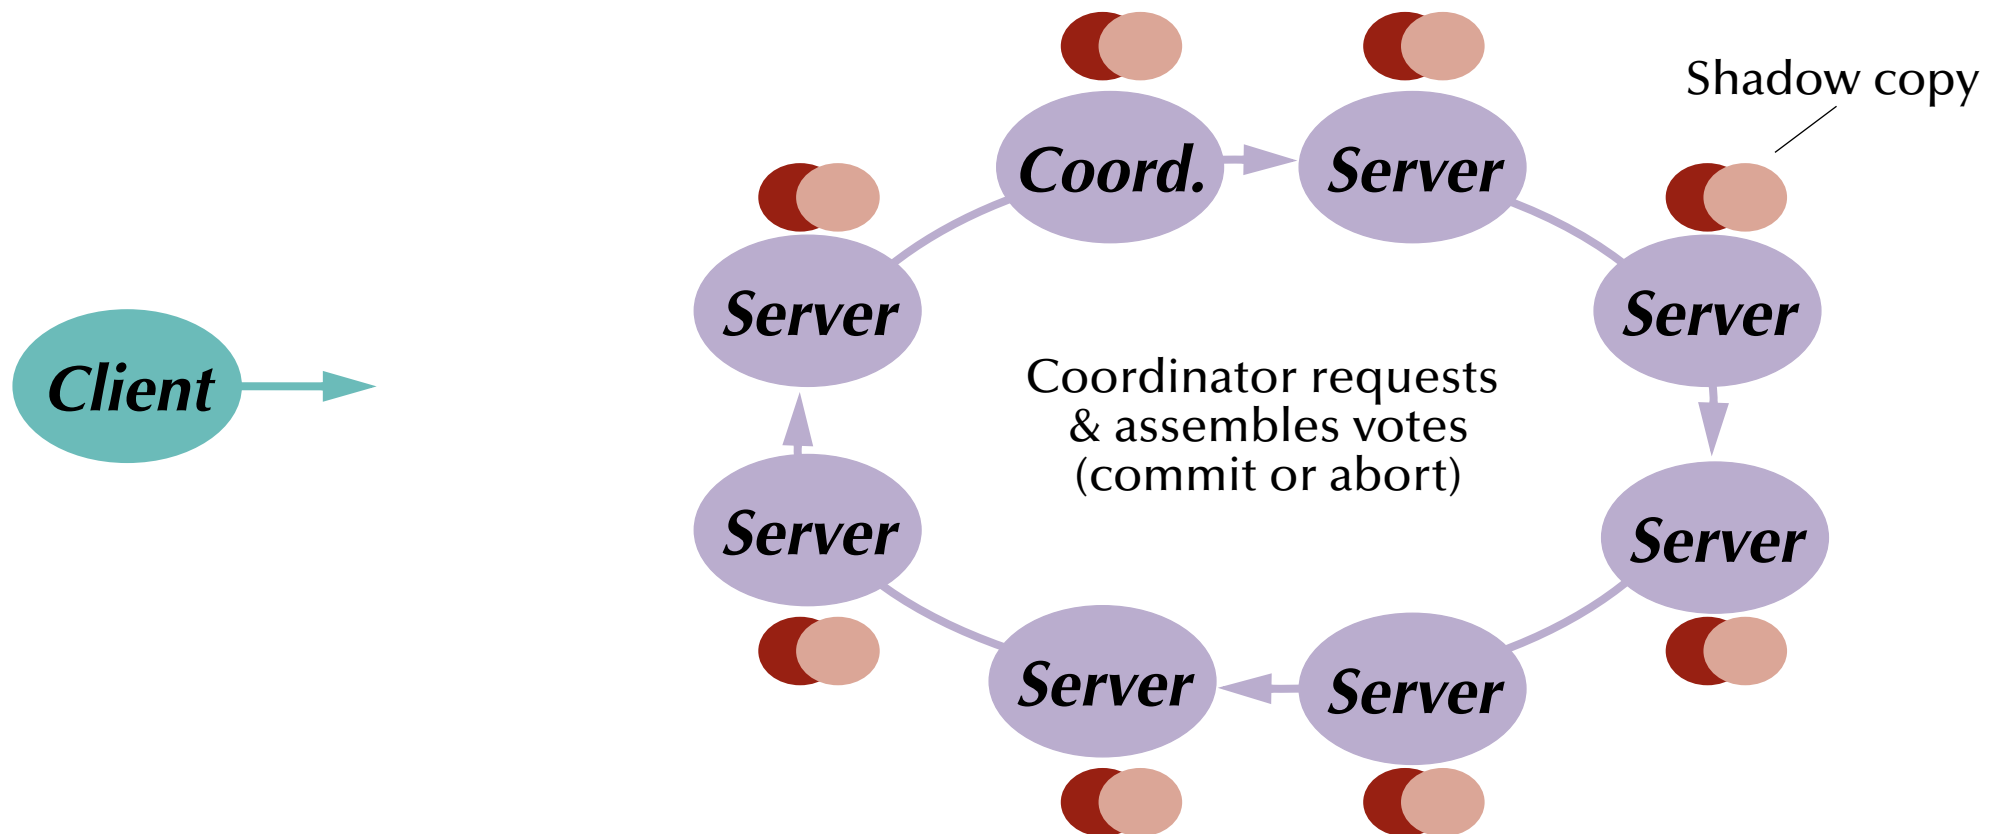 Shadow copy
Coord.
Server
Server
Server
Client
Coordinator requests
& assembles votes
(commit or abort)
Server
Server
Server
Server